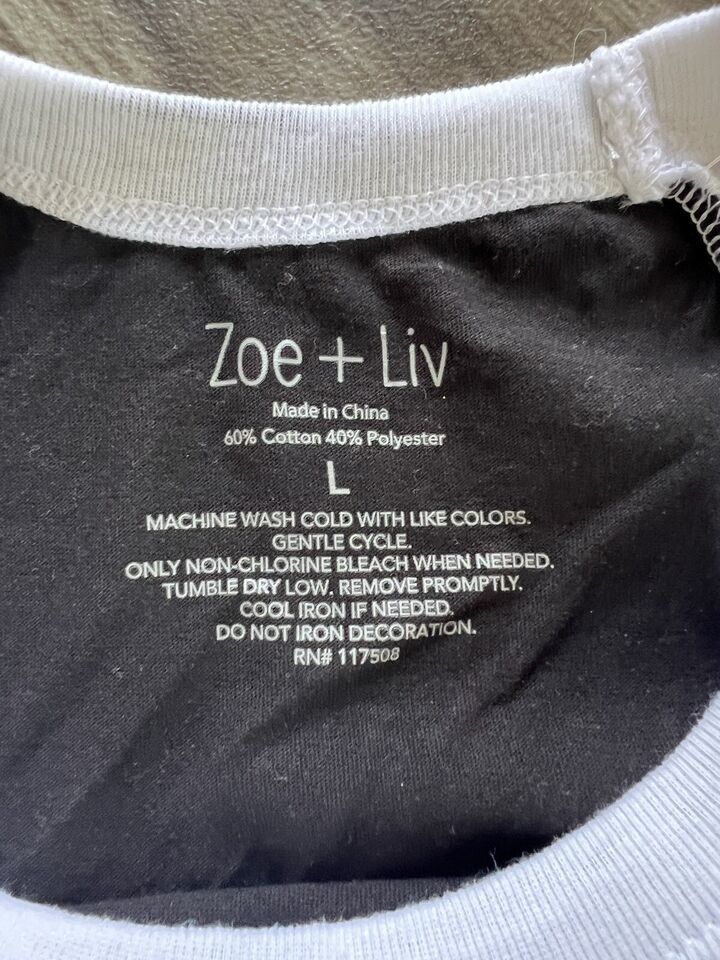 Zoe + Liv
Made in China
60% Cotton 40% Polyester
L
MACHINE WASH COLD WITH LIKE COLORS.
GENTLE CYCLE.
ONLY NON-CHLORINE BLEACH WHEN NEEDED.
TUMBLE DRY LOW. REMOVE PROMPTLY.
COOL IRON IF NEEDED.
DO NOT IRON DECORATION.
RN# 117508